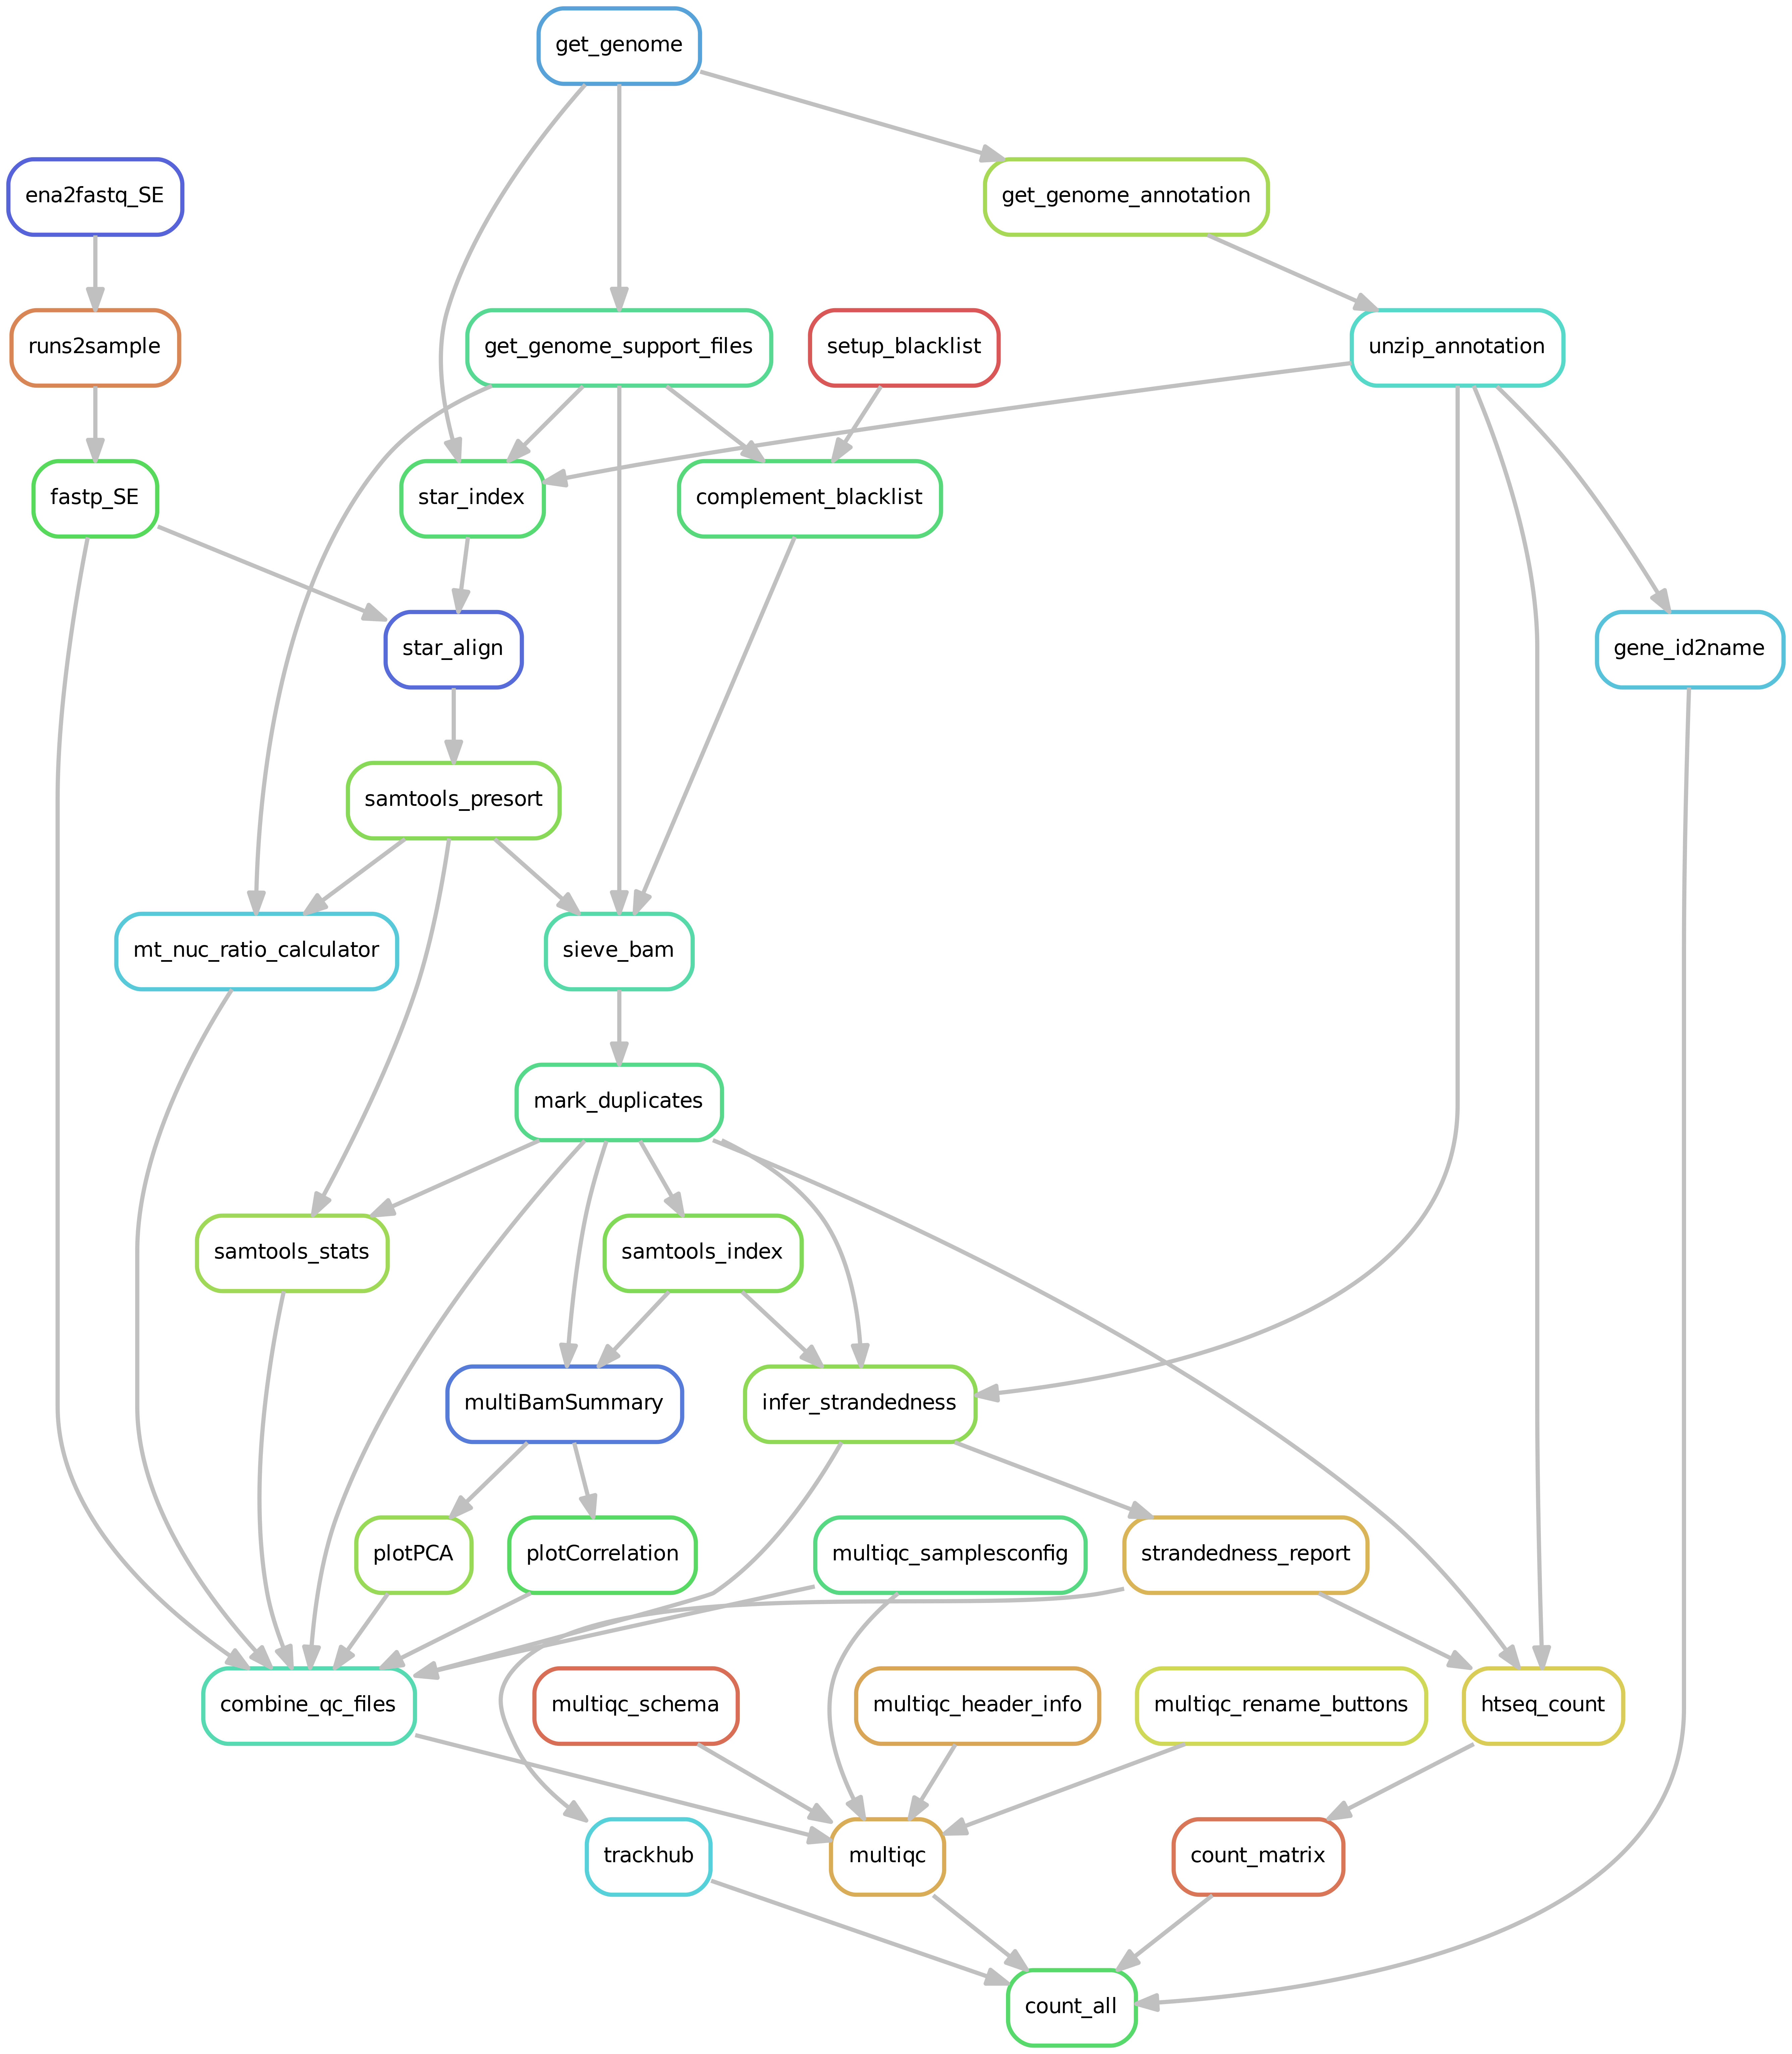 get_genome
ena2fastq_SE
get_genome_annotation
runs2sample
get_genome_support_files
setup_blacklist
unzip_annotation
fastp_SE
star_index
complement_blacklist
star_align
gene_id2name
samtools_presort
mt_nuc_ratio_calculator
sieve_bam
mark_duplicates
samtools_stats
samtools_index
multiBamSummary
infer_strandedness
plotPCA
plotCorrelation
multiqc_samplesconfig
strandedness_report
combine_qc_files
multiqc_schema
multiqc_header_info
multiqc_rename_buttons
htseq_count
trackhub
multiqc
count_matrix
count_all